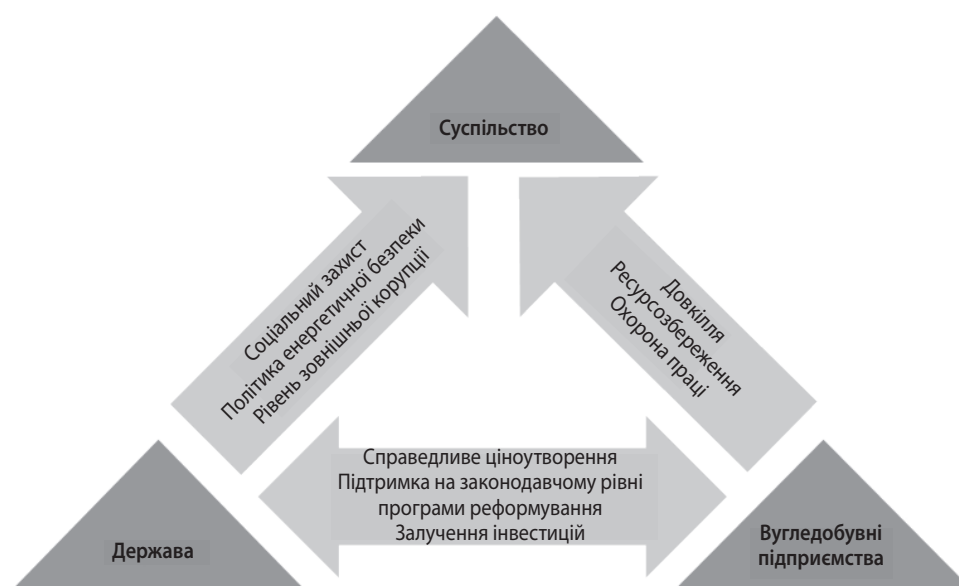 Суспільство
Соціальний захист
Політика енергетичної безпеки
Рівень зовнішньої корупції
Довкілля
Ресурсозбереження
Охорона праці
Справедливе ціноутворення
Підтримка на законодавчому рівні
програми реформування
Залучення інвестицій
Держава
Вугледобувні
підприємства